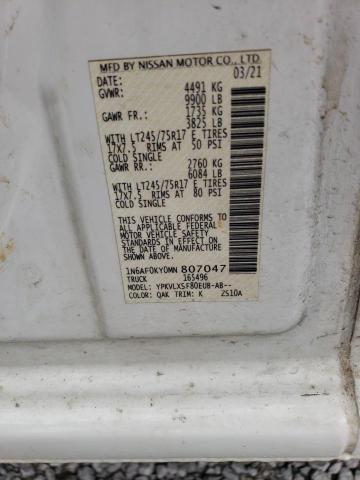 MFD BY NISSAN MOTOR CO., LTD
DATE: 03/21
GVWR: 4491 KG
9900 LB
GAWR FR.: 1735 KG
3825 LB
WITH LT245/75R17 E TIRES
17X7.5 RIMS AT 50 PSI
COLD SINGLE
GAWR RR.: 2760 KG
6084 LB
WITH LT245/75R17 E TIRES
17X7.5 RIMS AT 80 PSI
COLD SINGLE
THIS VEHICLE CONFORMS TO
ALL APPLICABLE FEDERAL MOTOR
VEHICLE SAFETY STANDARDS IN
EFFECT ON THE DATE OF
MANUFACTURE SHOWN ABOVE.
1N6AF0KY0MN 807047
TRUCK 165496
MODEL: YPKVLXSF80EUB-AB--
COLOR: QAK TRIM: K 2S10A